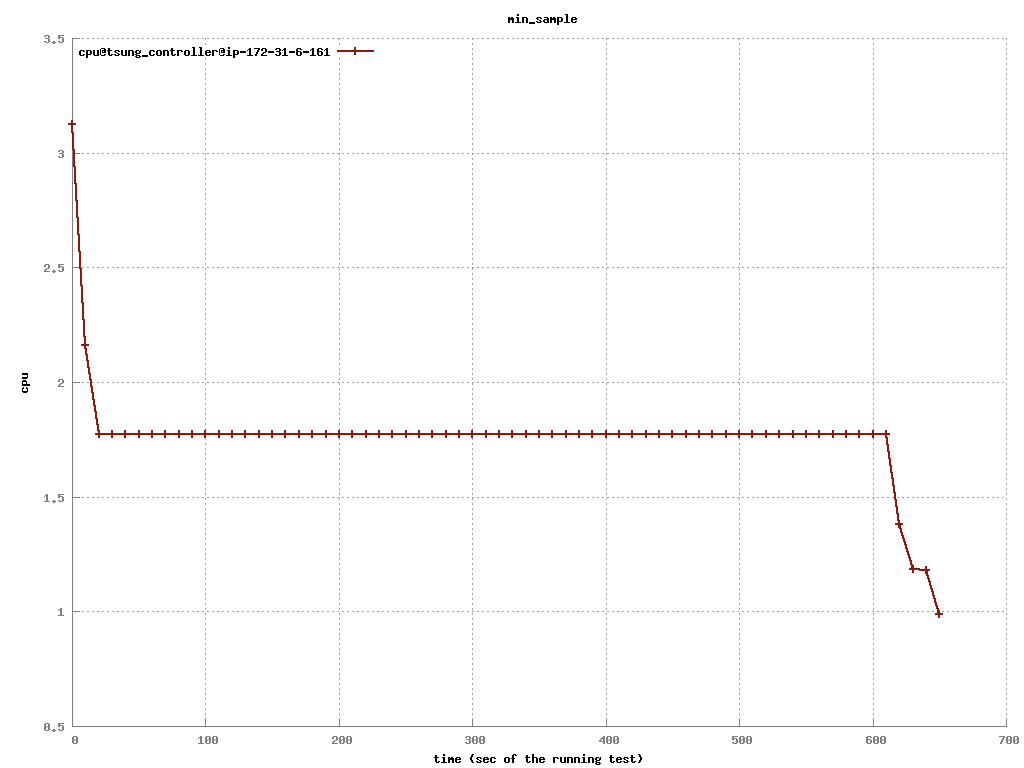 min_sample
cpu@tsung_controller@ip-172-31-6-161
3.5
3
2.5
2
1.5
1
0.5
cpu
0 100 200 300 400 500 600 700
time (sec of the running test)